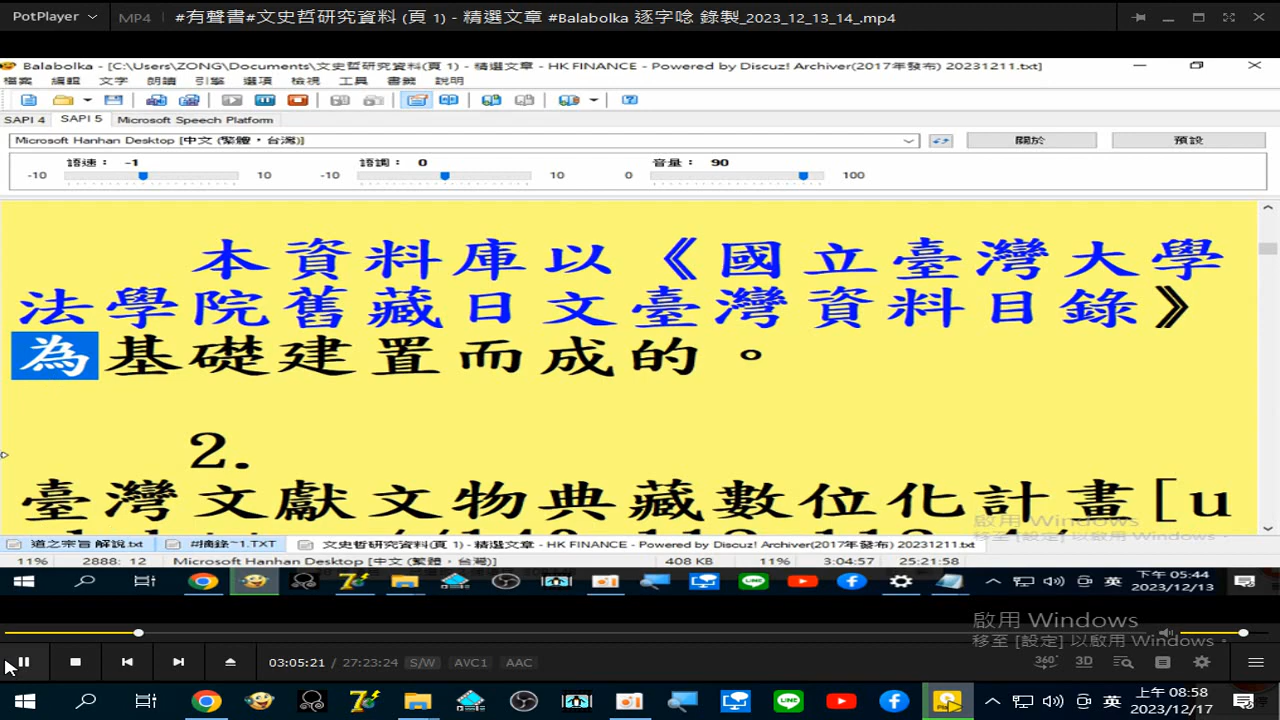 PotPlayer MP4 #有聲書#文史哲研究資料 (頁 1) - 精選文章 #Balabolka 逐字唸 錄製_2023_12_13_14_.mp4
Balabolka - [C:\Users\ZONG\Documents\文史哲研究資料(頁 1) - 精選文章 - HK FINANCE - Powered by Discuz! Archiver(2017年發布) 20231211.txt]
檔案 編輯 文字 朗讀 引擎 選項 檢視 工具 書籤 說明
SAPI 4 SAPI 5 Microsoft Speech Platform
Microsoft Hanhan Desktop [中文 (繁體，台灣)] 關於 預設
語速： -1 語調： 0 音量： 90
-10 10 -10 10 0 100
本資料庫以《國立臺灣大學
法學院舊藏日文臺灣資料目錄》
為基礎建置而成的。
2.
臺灣文獻文物典藏數位化計畫[u
啟用 Windows
移至 [設定] 以啟用 Windows。
道之宗旨 解說.txt #摘錄~1.TXT 文史哲研究資料(頁 1) - 精選文章 - HK FINANCE - Powered by Discuz! Archiver(2017年發布) 20231211.txt
11% 2888: 12 Microsoft Hanhan Desktop [中文 (繁體，台灣)] 408 KB 11% 3:04:57 25:21:58
英 下午 05:44
2023/12/13
啟用 Windows
移至 [設定] 以啟用 Windows。
03:05:21 / 27:23:24 S/W AVC1 AAC 360° 3D
英 上午 08:58
2023/12/17